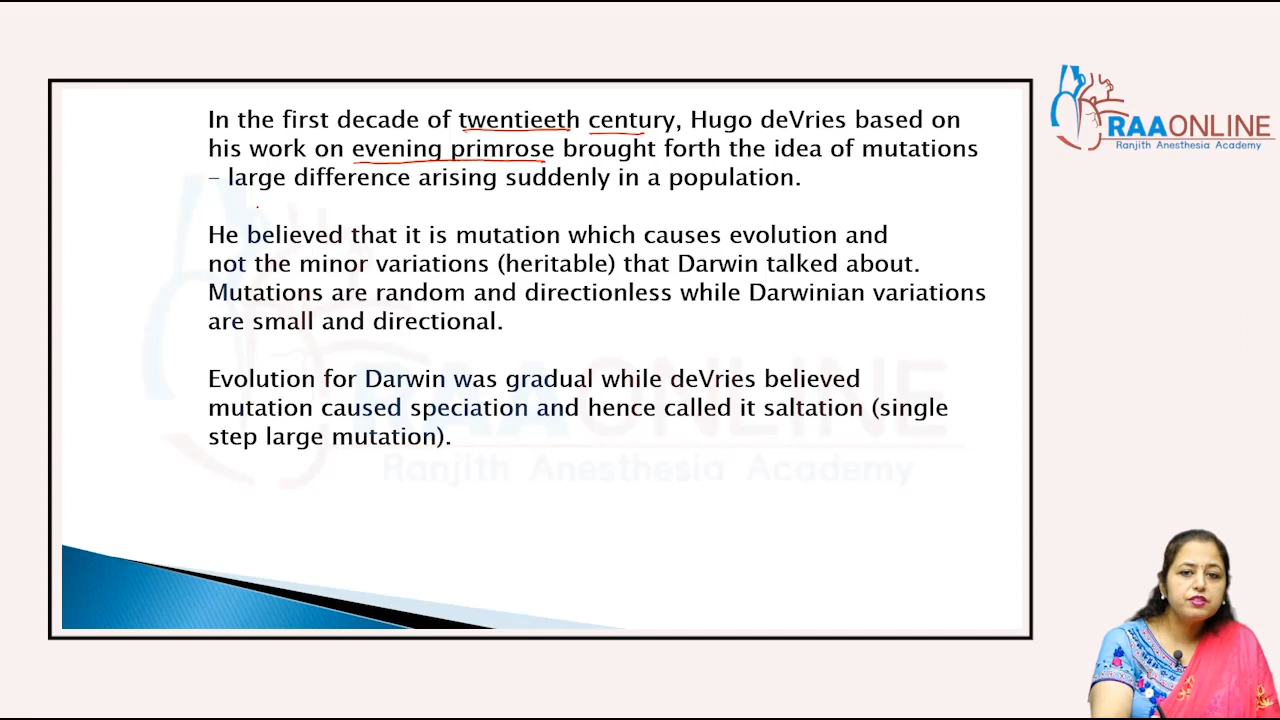 In the first decade of twentieeth century, Hugo deVries based on
his work on evening primrose brought forth the idea of mutations
– large difference arising suddenly in a population.
He believed that it is mutation which causes evolution and
not the minor variations (heritable) that Darwin talked about.
Mutations are random and directionless while Darwinian variations
are small and directional.
Evolution for Darwin was gradual while deVries believed
mutation caused speciation and hence called it saltation (single
step large mutation).
RAAONLINE
Ranjith Anesthesia Academy
RAAONLINE
Ranjith Anesthesia Academy